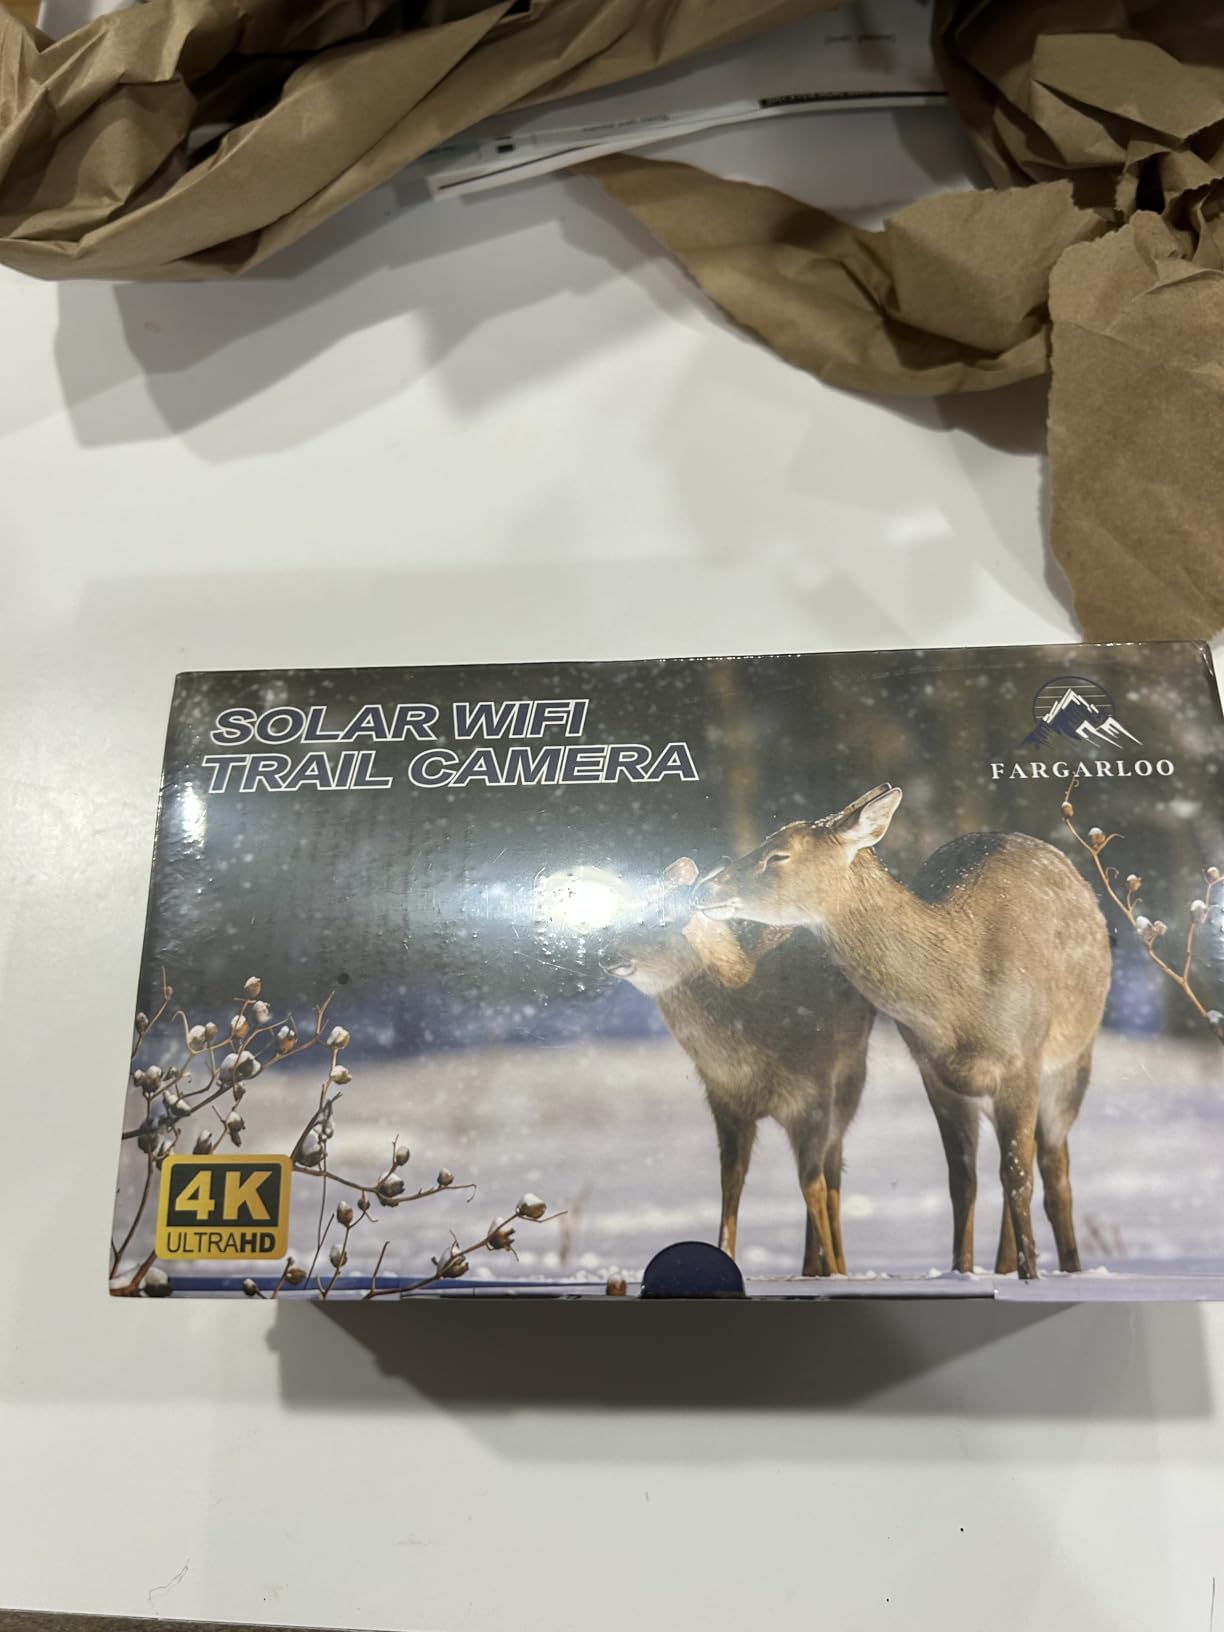 SOLAR WIFI
TRAIL CAMERA
FARGARLOO
4K
ULTRAHD